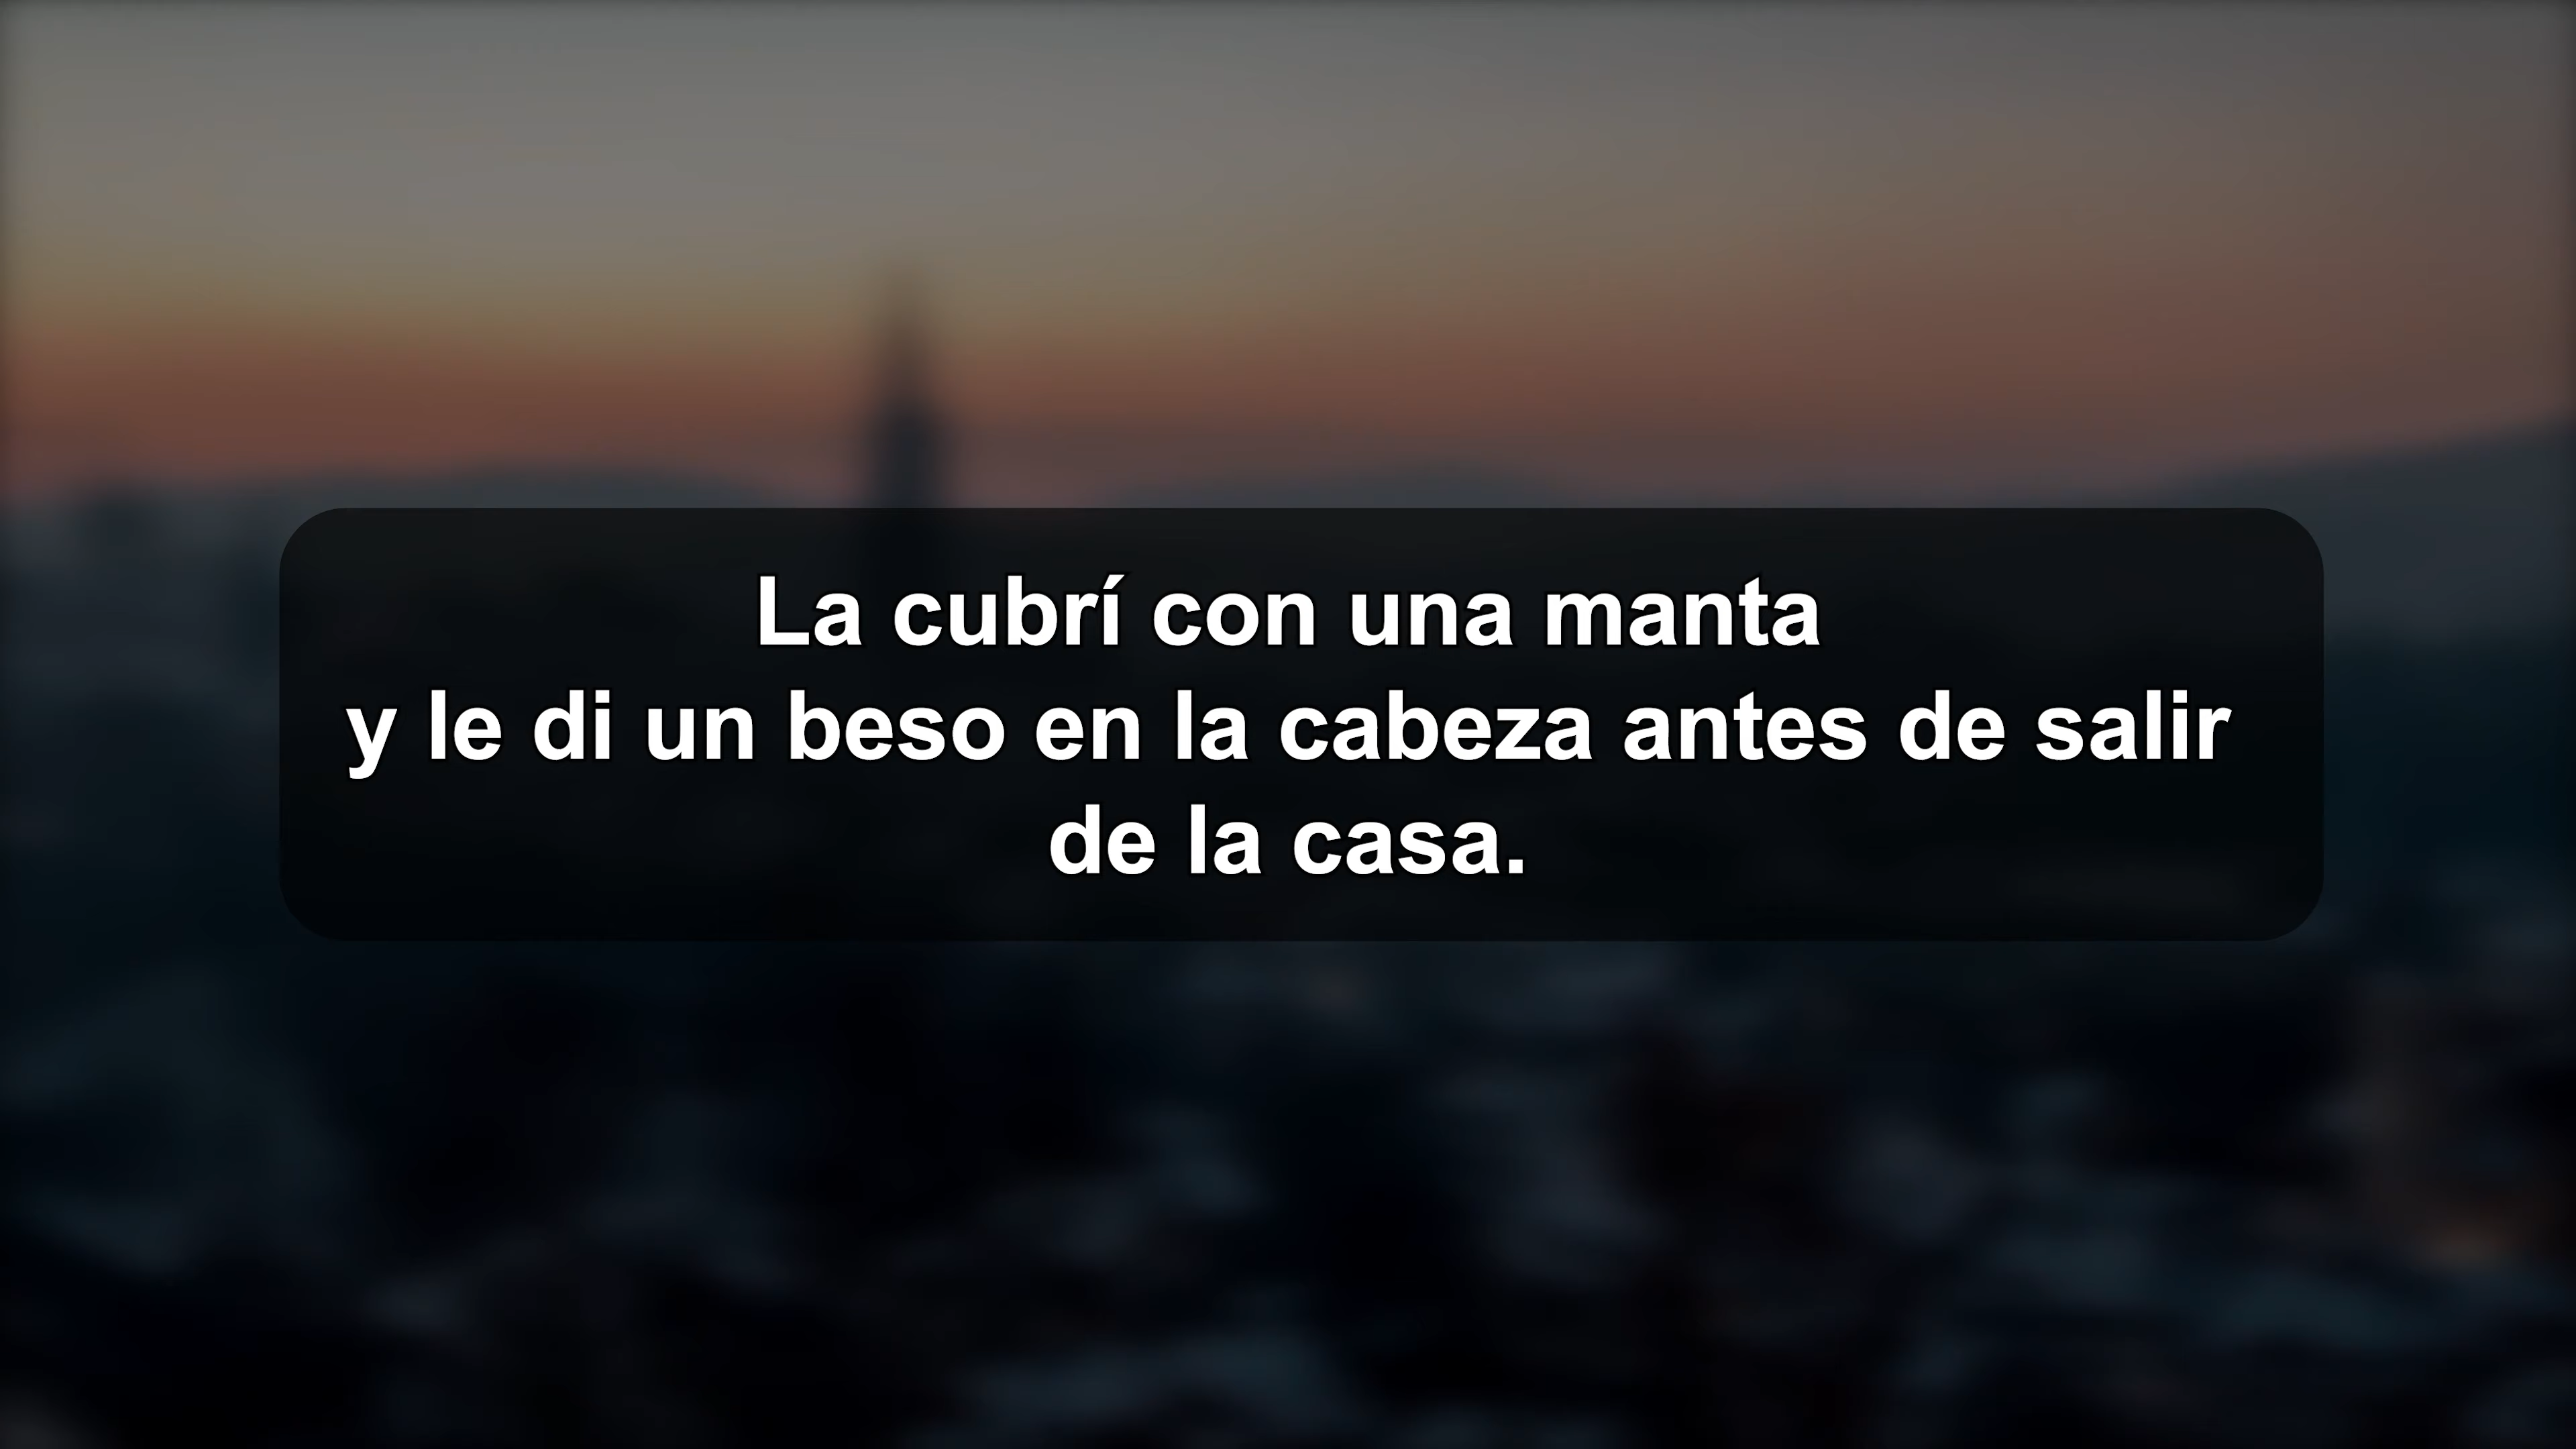 La cubrí con una manta
y le di un beso en la cabeza antes de salir
de la casa.